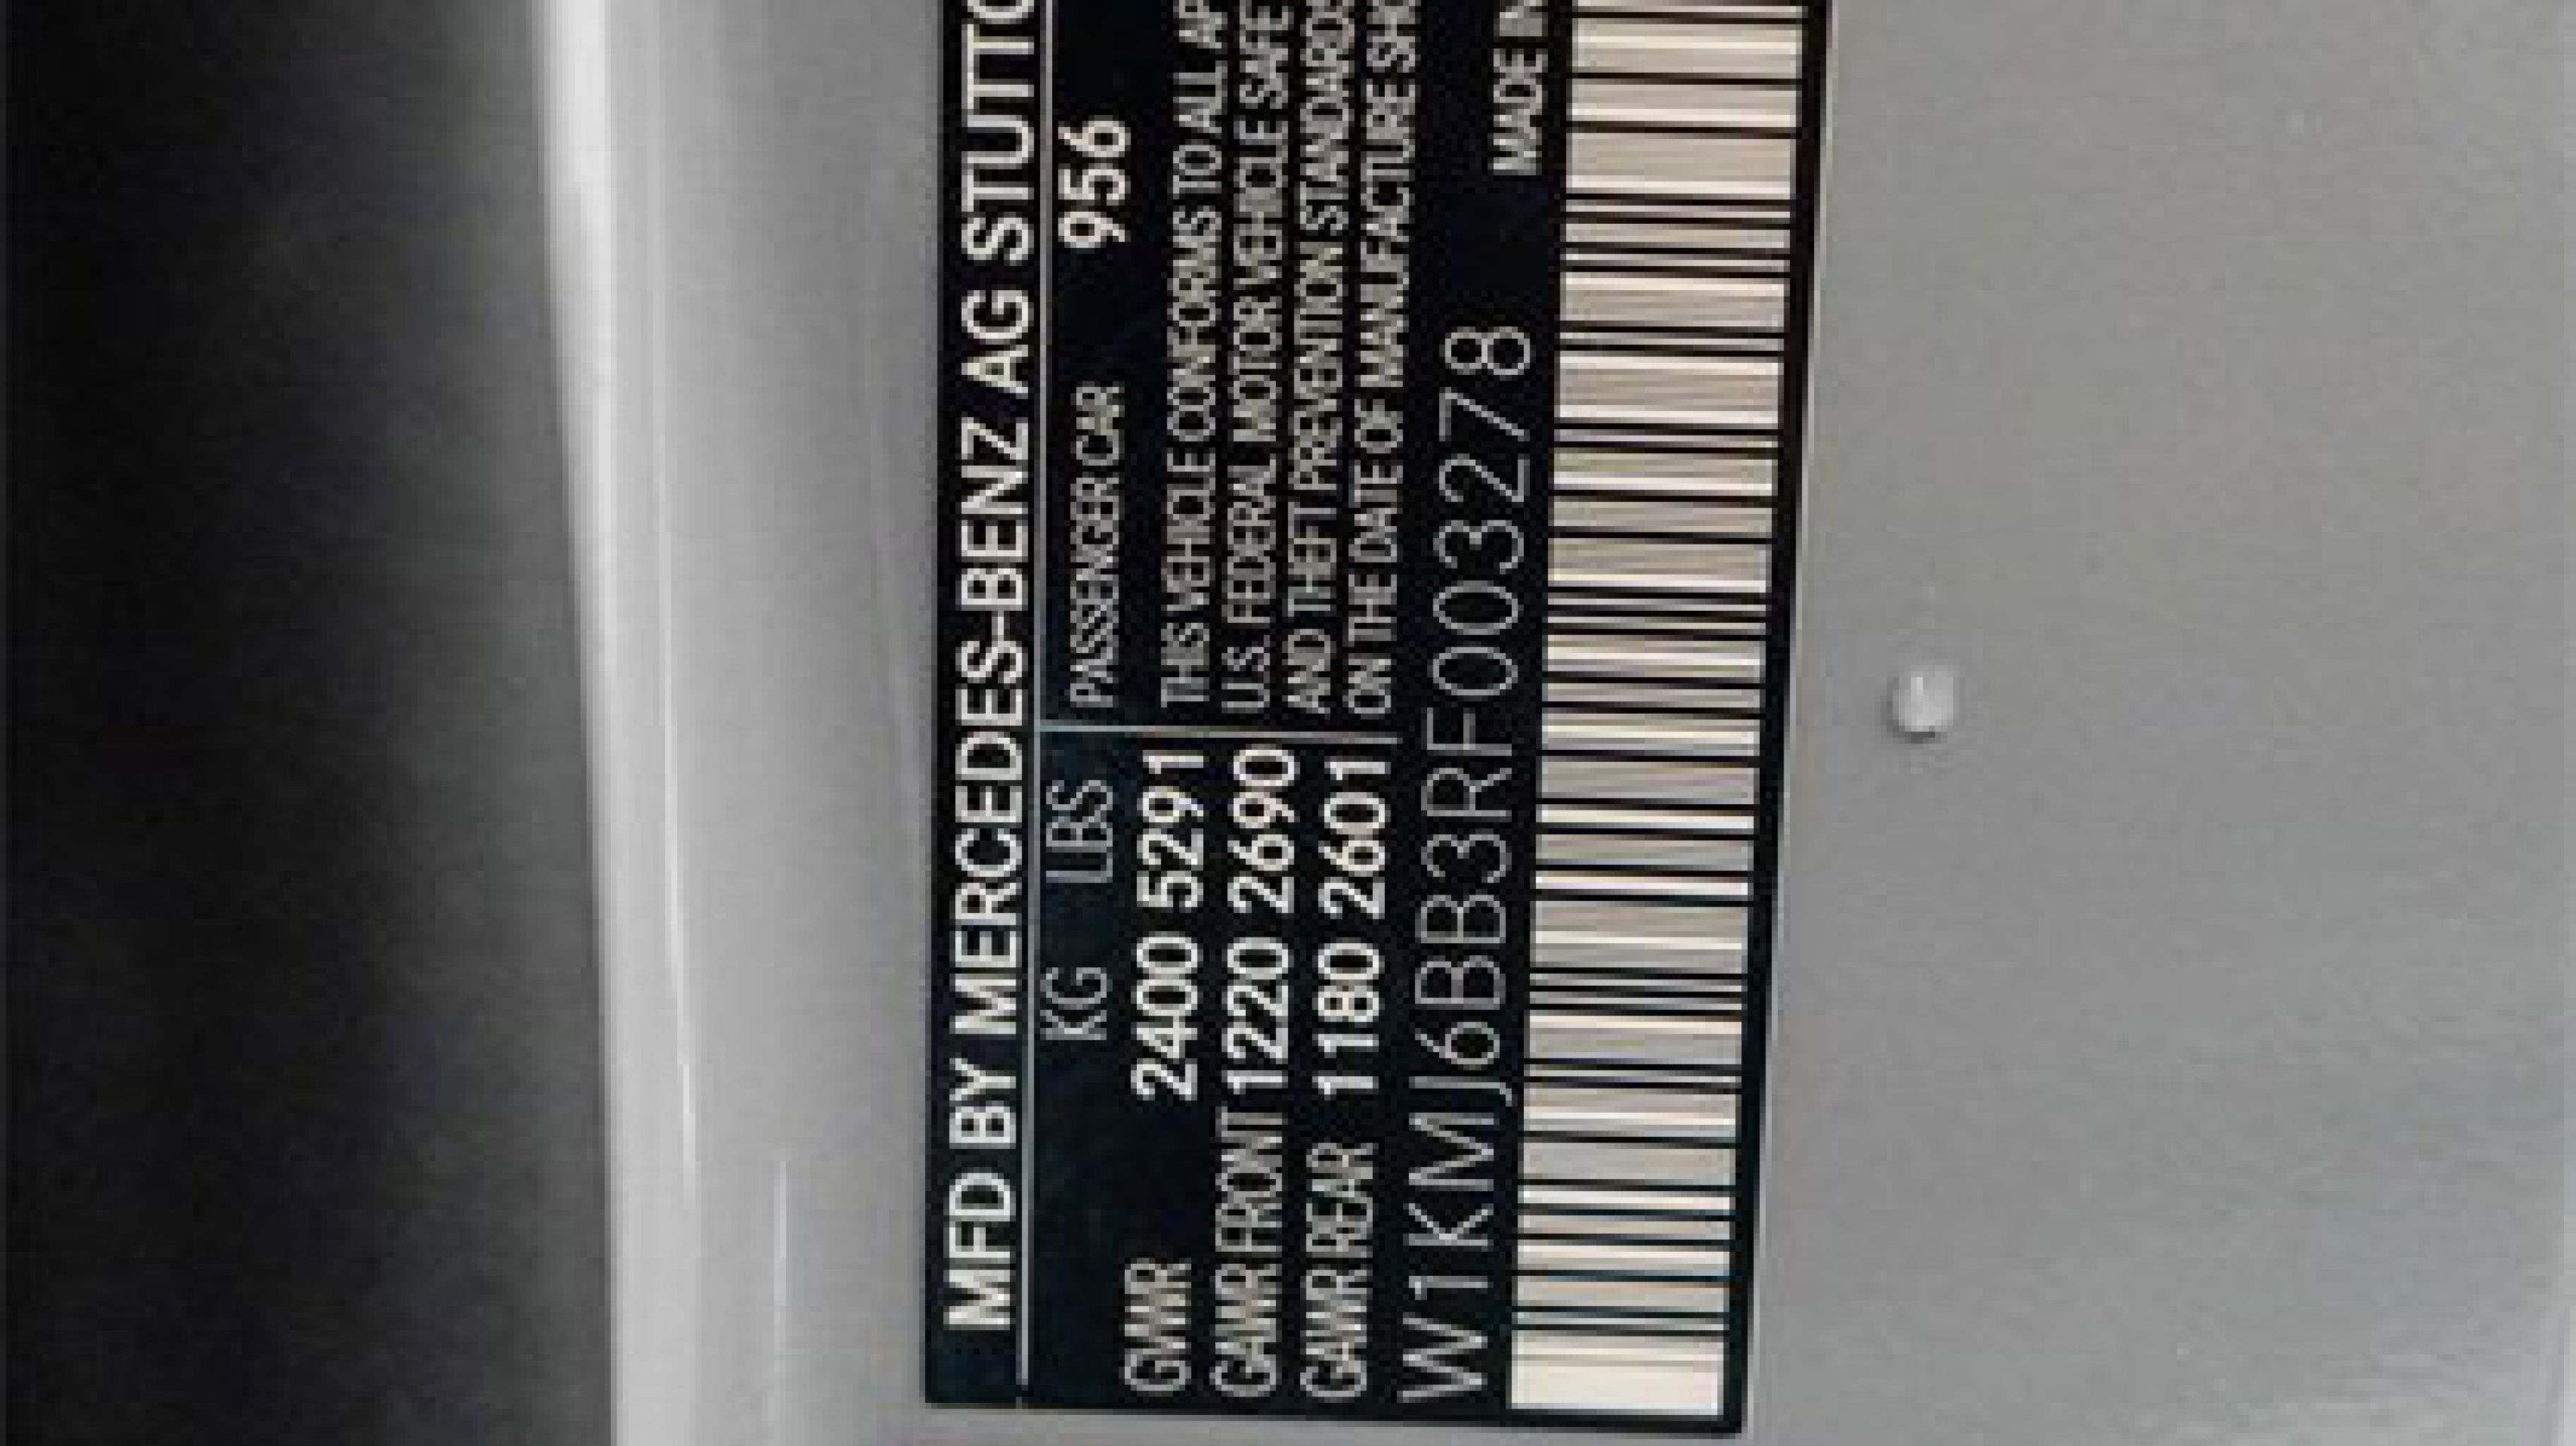 MFD BY MERCEDES-BENZ AG STUTTG
KG LBS
GVWR 2400 5291
GAWR FRONT 1220 2690
GAWR REAR 1180 2601
PASSENGER CAR 956
THIS VEHICLE CONFORMS TO ALL AP
U.S. FEDERAL MOTOR VEHICLE SAFE
AND THEFT PREVENTION STANDARDS
ON THE DATE OF MANUFACTURE SHO
W1KMJ6BB3RF003278
MADE IN